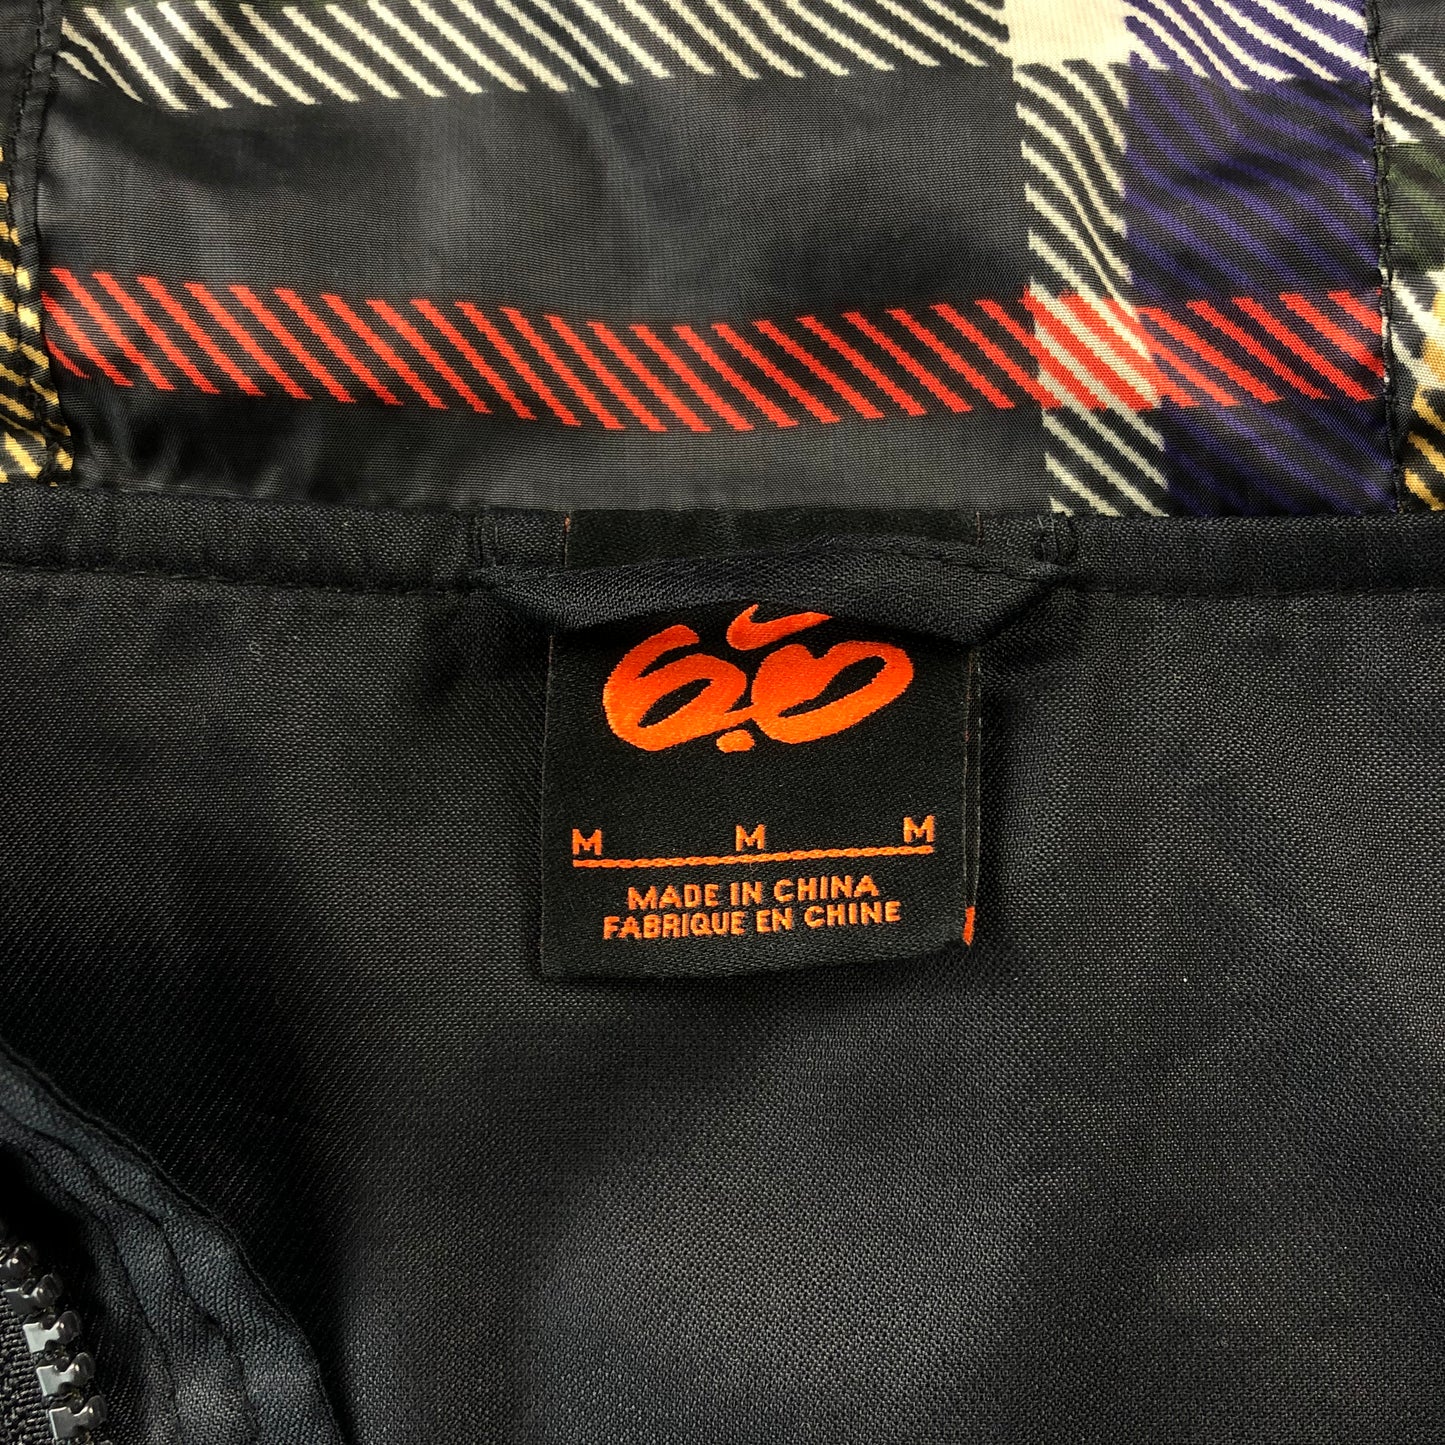 6.0
M M M
MADE IN CHINA
FABRIQUE EN CHINE